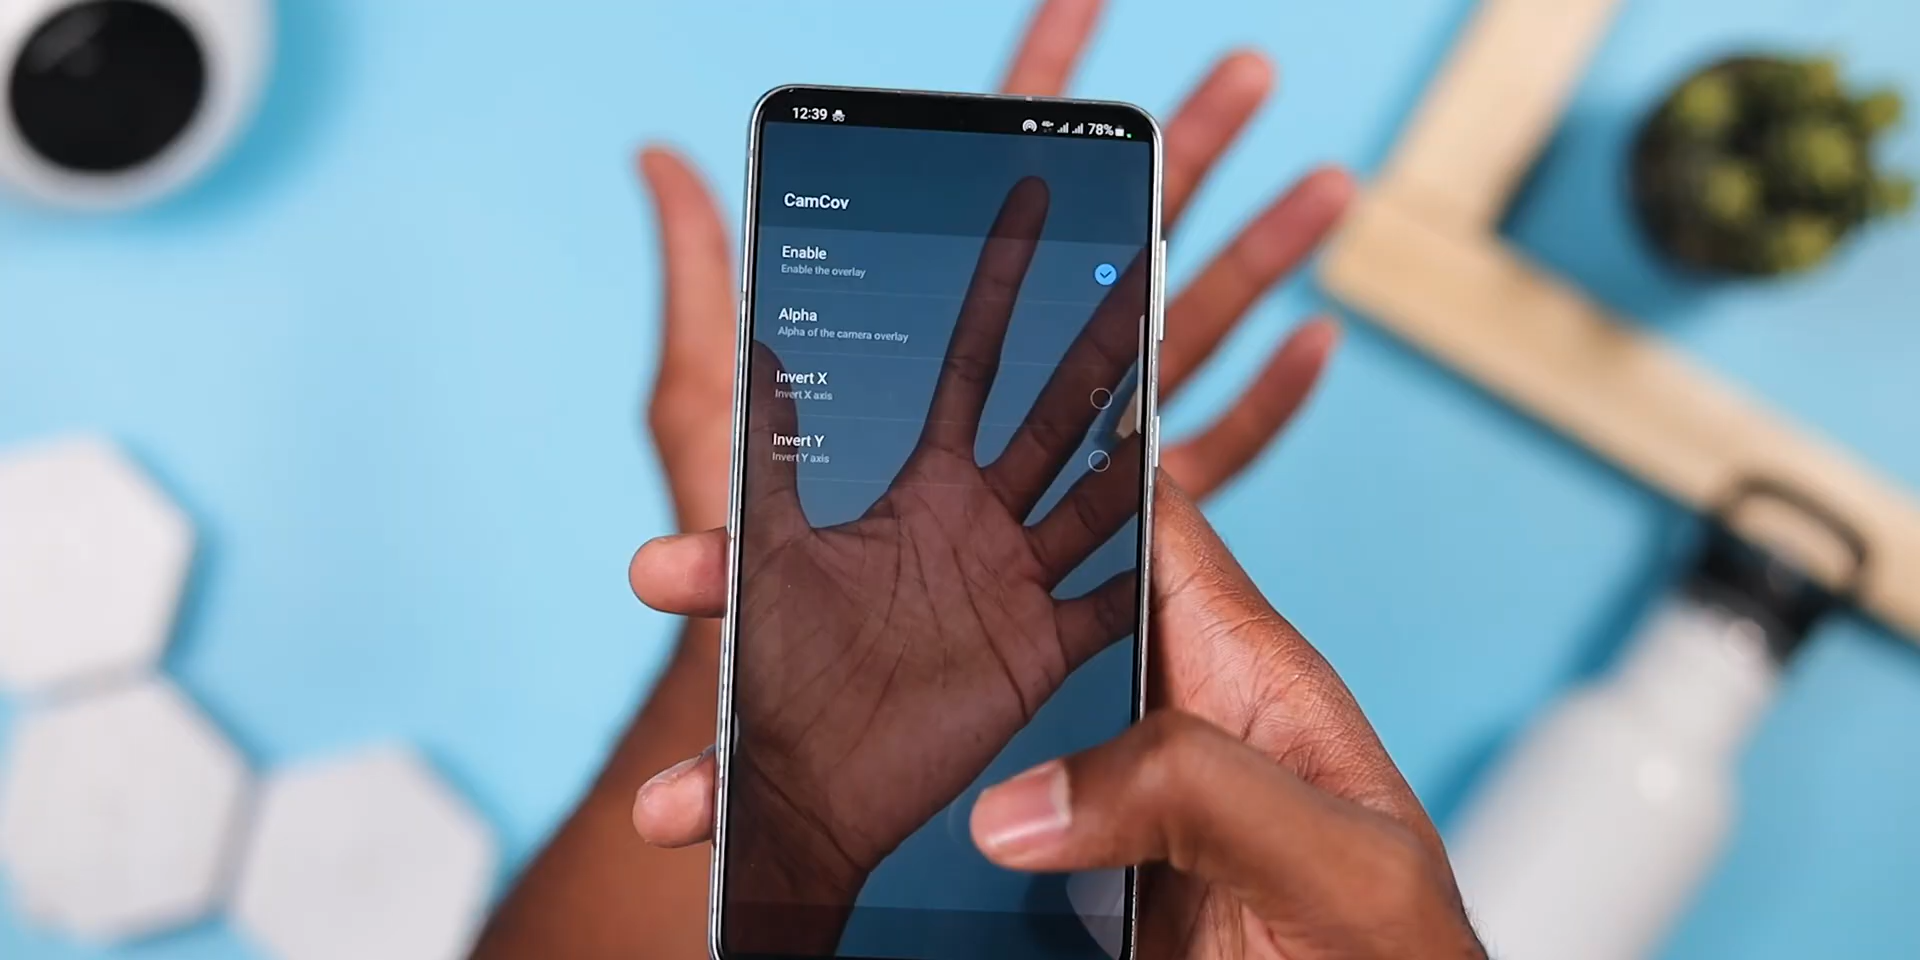 12:39
78%
CamCov
Enable
Enable the overlay
Alpha
Alpha of the camera overlay
Invert X
Invert X axis
Invert Y
Invert Y axis